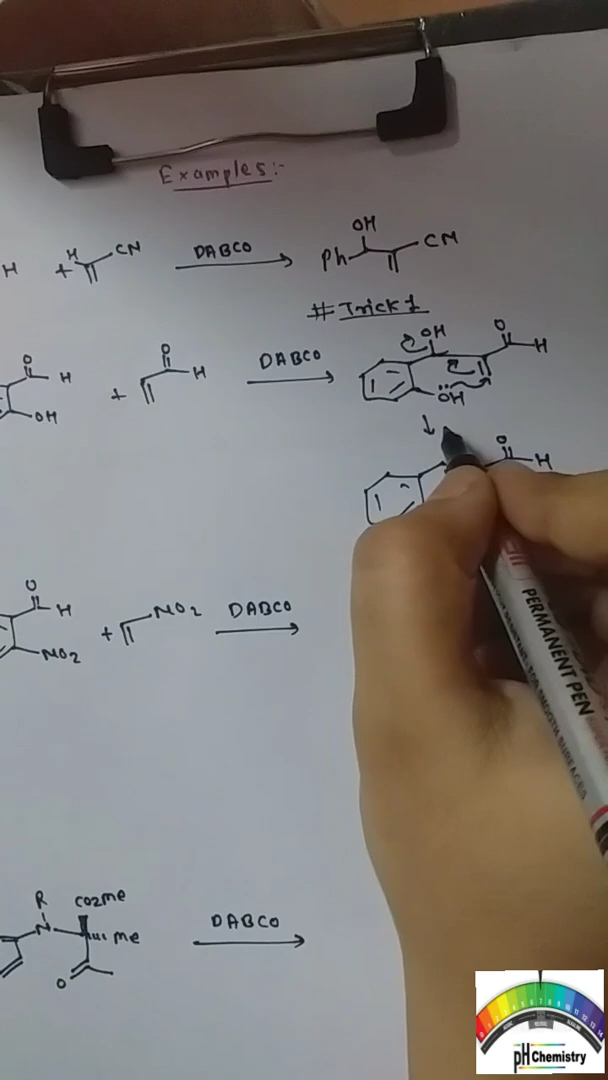 Examples:-
H + H CN DABCO OH Ph CN
# Trick 1
O H OH + O H DABCO OH O H OH
O H
O H NO2 + NO2 DABCO
R N CO2Me Me O DABCO
PERMANENT PEN
pH Chemistry